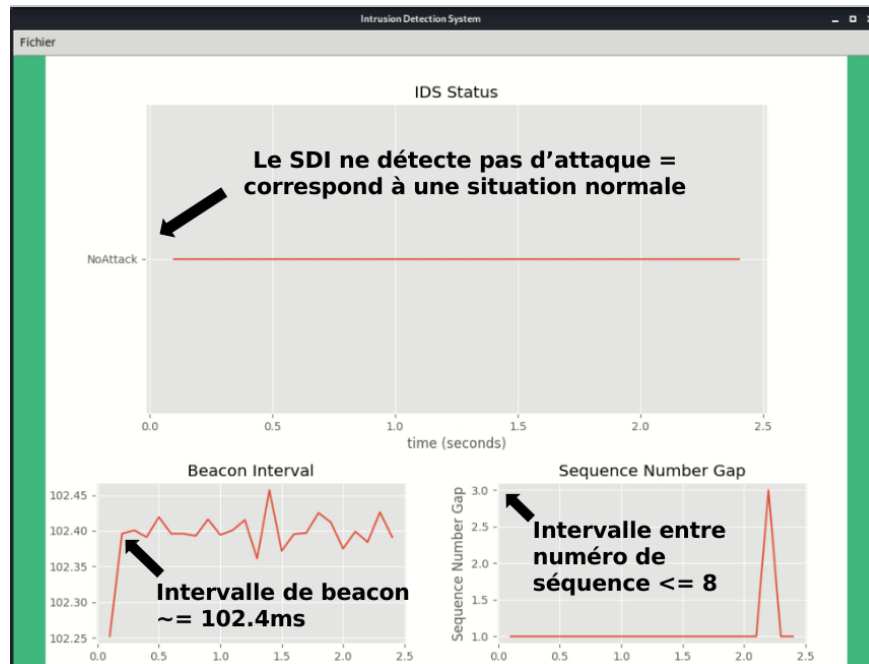 Intrusion Detection System
Fichier
IDS Status
Le SDI ne détecte pas d'attaque =
correspond à une situation normale
NoAttack
0.0 0.5 1.0 1.5 2.0 2.5
time (seconds)
Beacon Interval
102.45
102.40
102.35
102.30
102.25
Intervalle de beacon
~= 102.4ms
0.0 0.5 1.0 1.5 2.0 2.5
Sequence Number Gap
Sequence Number Gap
3.0
2.5
2.0
1.5
1.0
Intervalle entre
numéro de
séquence <= 8
0.0 0.5 1.0 1.5 2.0 2.5